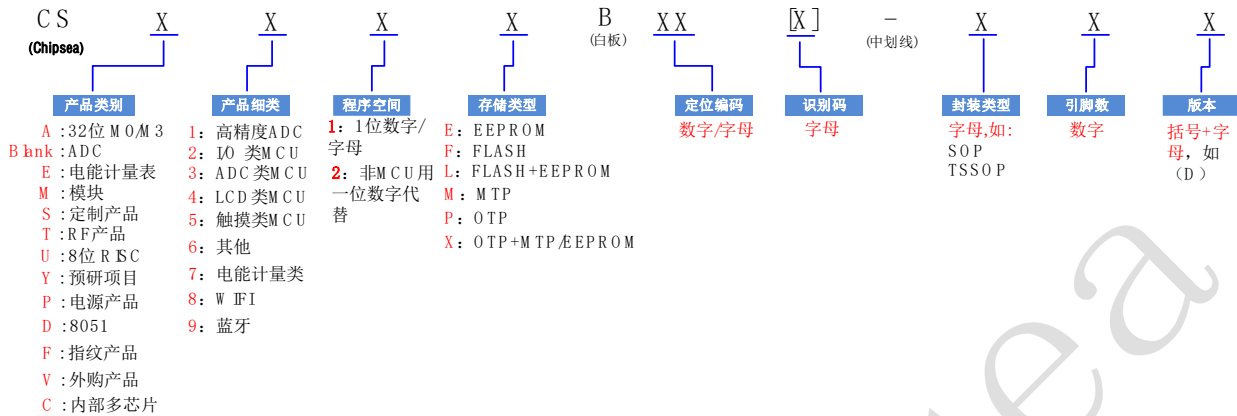 CS X X X X B XX [X] - X X X
(Chipsea) (白板) (中划线)
产品类别 产品细类 程序空间 存储类型 定位编码 识别码 封装类型 引脚数 版本
A:32位M0/M3
Blank:ADC
E:电能计量表
M:模块
S:定制产品
T:RF产品
U:8位RISC
Y:预研项目
P:电源产品
D:8051
F:指纹产品
V:外购产品
C:内部多芯片
1:高精度ADC
2:I/O 类MCU
3:ADC类MCU
4:LCD类MCU
5:触摸类MCU
6:其他
7:电能计量类
8:WIFI
9:蓝牙
1:1位数字/
字母
2:非MCU用
一位数字代
替
E:EEPROM
F:FLASH
L:FLASH+EEPROM
M:MTP
P:OTP
X:OTP+MTP/EEPROM
数字/字母
字母
字母,如:
SOP
TSSOP
数字
括号+字
母,如
(D)